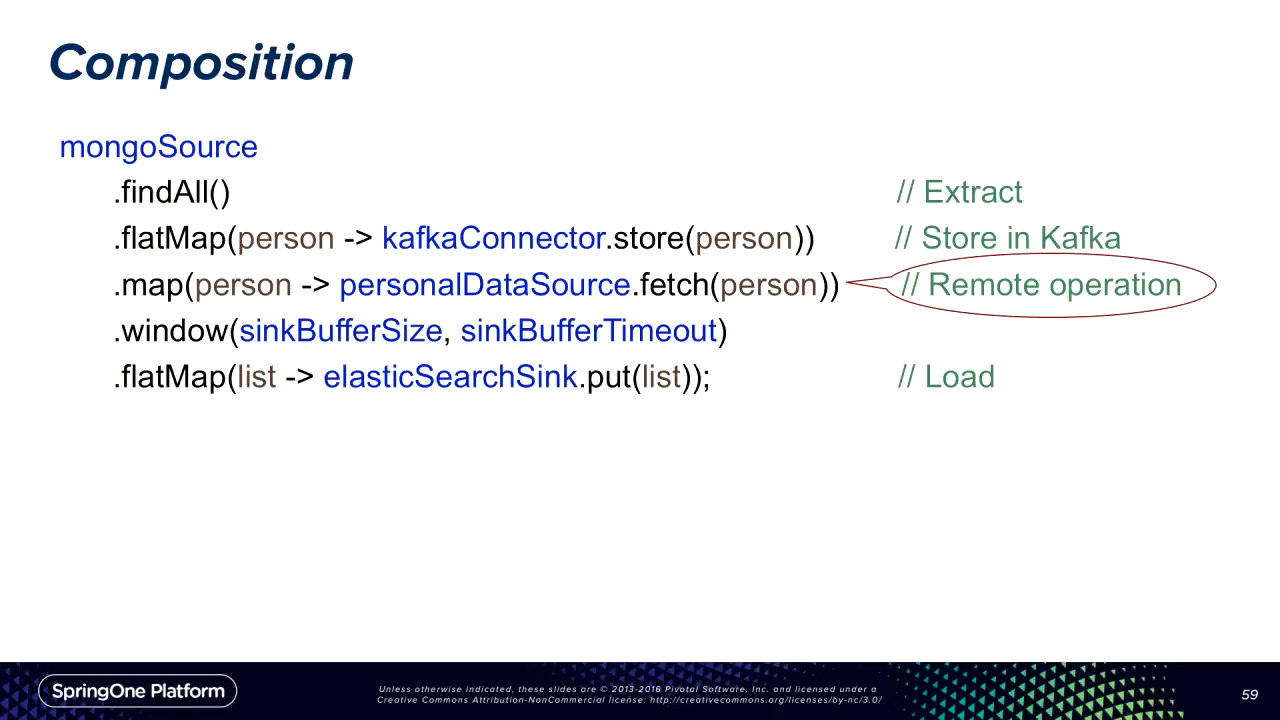 Composition
mongoSource
.findAll() // Extract
.flatMap(person -> kafkaConnector.store(person)) // Store in Kafka
.map(person -> personalDataSource.fetch(person)) // Remote operation
.window(sinkBufferSize, sinkBufferTimeout)
.flatMap(list -> elasticSearchSink.put(list)); // Load
SpringOne Platform
Unless otherwise indicated, these slides are © 2013-2016 Pivotal Software, Inc. and licensed under a
Creative Commons Attribution-NonCommercial license: http://creativecommons.org/licenses/by-nc/3.0/
59